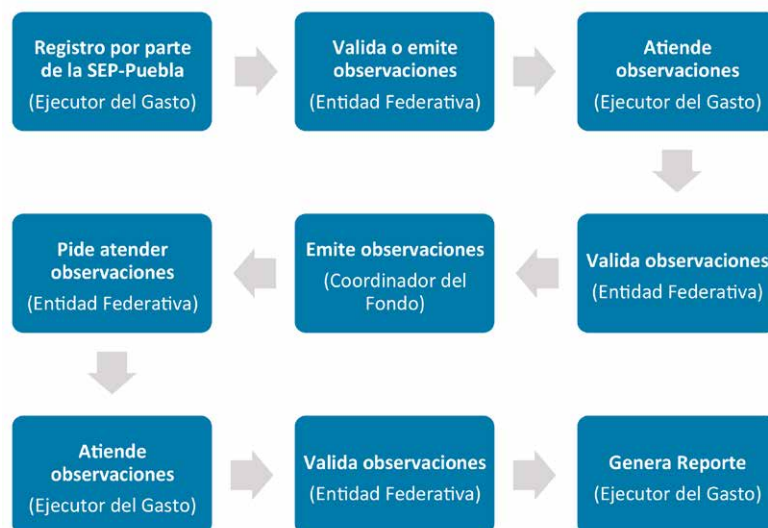 Registro por parte
de la SEP-Puebla
(Ejecutor del Gasto)
Valida o emite
observaciones
(Entidad Federativa)
Atiende
observaciones
(Ejecutor del Gasto)
Valida observaciones
(Entidad Federativa)
Emite observaciones
(Coordinador del
Fondo)
Pide atender
observaciones
(Entidad Federativa)
Atiende
observaciones
(Ejecutor del Gasto)
Valida observaciones
(Entidad Federativa)
Genera Reporte
(Ejecutor del Gasto)